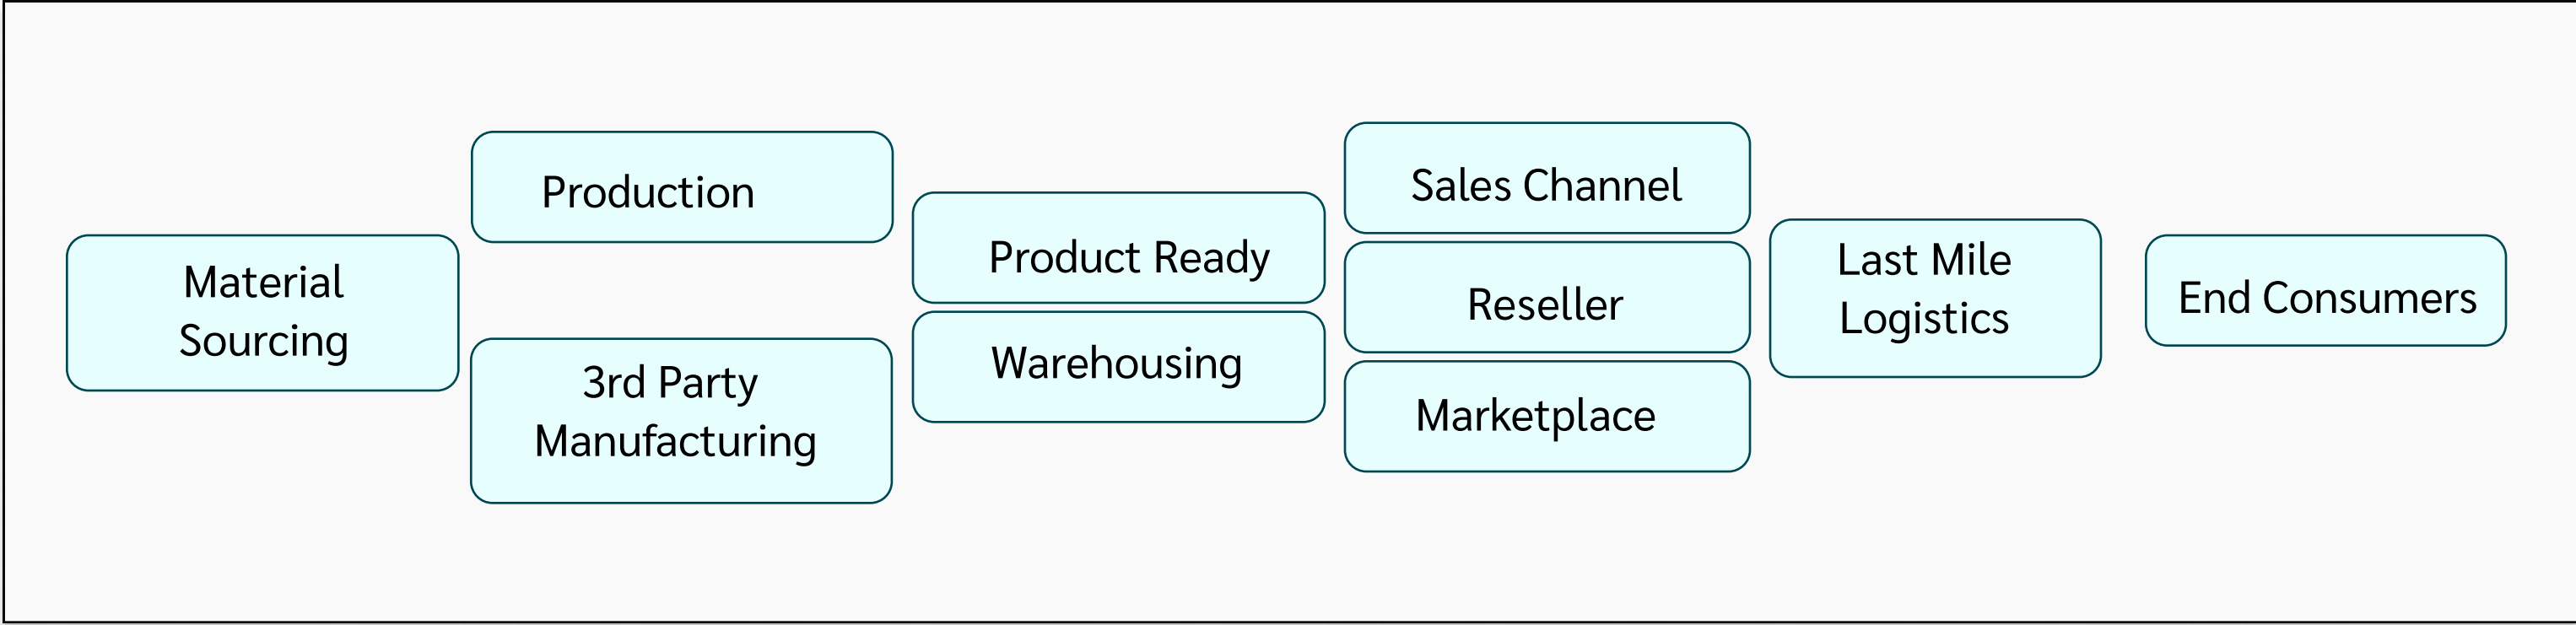 Material
Sourcing
Production
3rd Party
Manufacturing
Product Ready
Warehousing
Sales Channel
Reseller
Marketplace
Last Mile
Logistics
End Consumers